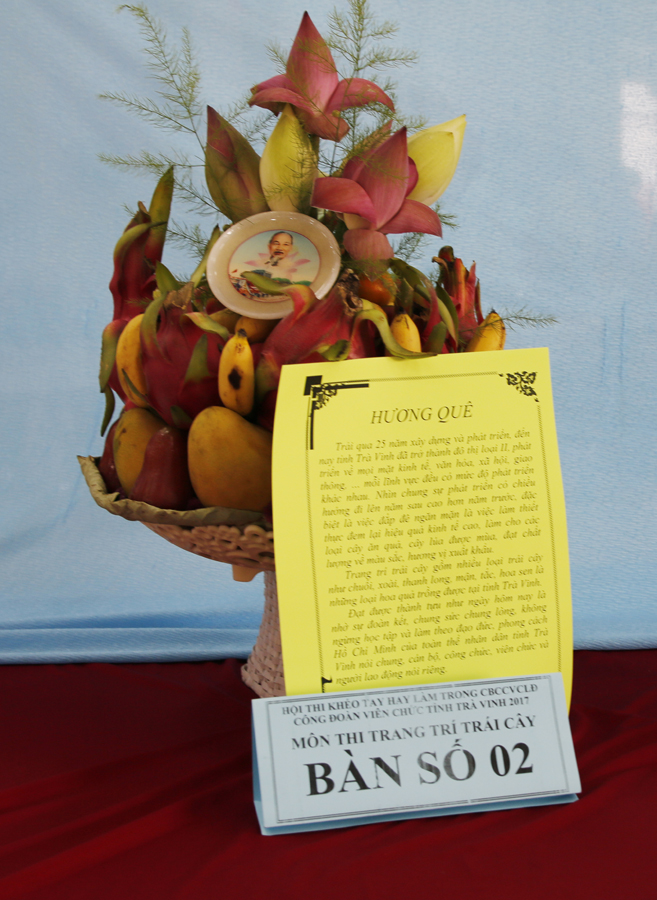 HƯƠNG QUÊ
Trải qua 25 năm xây dựng và phát triển, đến
nay tỉnh Trà Vinh đã trở thành đô thị loại II, phát
triển về mọi mặt kinh tế, văn hóa, xã hội, giao
thông, ... mỗi lĩnh vực đều có mức độ phát triển
khác nhau. Nhìn chung sự phát triển có chiều
hướng đi lên năm sau cao hơn năm trước, đặc
biệt là việc đắp đê ngăn mặn là việc làm thiết
thực đem lại hiệu quả kinh tế cao, làm cho các
loại cây ăn quả, cây lúa được mùa, đạt chất
lượng về màu sắc, hương vị xuất khẩu.
Trang trí trái cây gồm nhiều loại trái cây
như chuối, xoài, thanh long, mận, tắc, hoa sen là
những loại hoa quả trồng được tại tỉnh Trà Vinh.
Đạt được thành tựu như ngày hôm nay là
nhờ sự đoàn kết, chung sức chung lòng, không
ngừng học tập và làm theo đạo đức, phong cách
Hồ Chí Minh của toàn thể nhân dân tỉnh Trà
Vinh nói chung, cán bộ, công chức, viên chức và
người lao động nói riêng.
HỘI THI KHÉO TAY HAY LÀM TRONG CBCCVCLĐ
CÔNG ĐOÀN VIÊN CHỨC TỈNH TRÀ VINH 2017
MÔN THI TRANG TRÍ TRÁI CÂY
BÀN SỐ 02